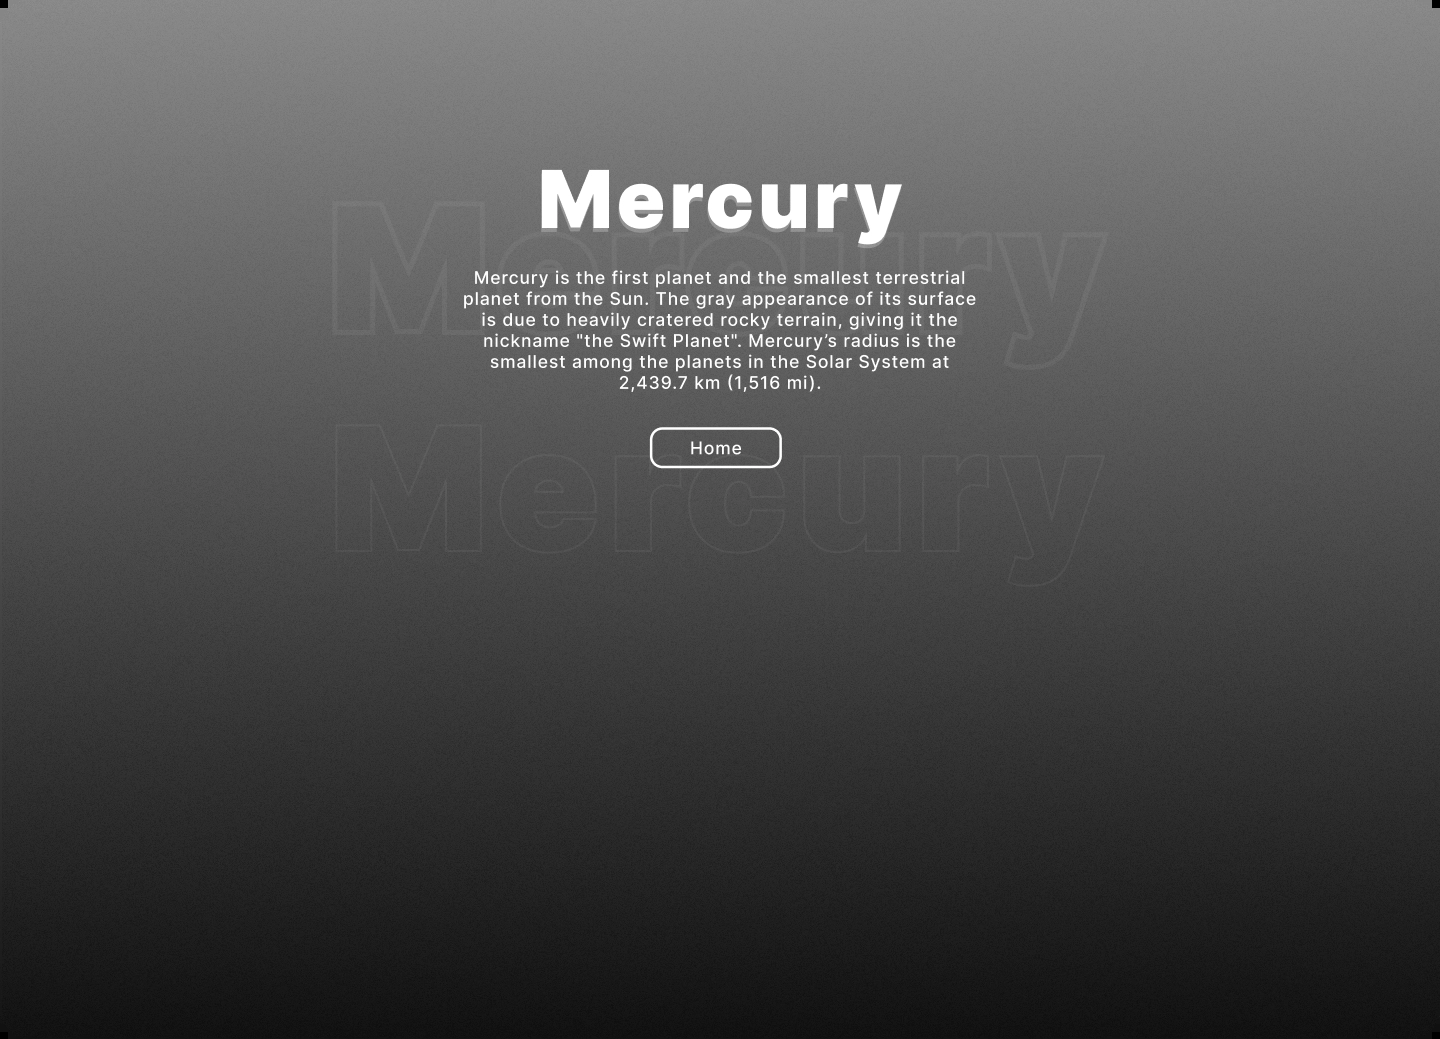 Mercury
Mercury
Mercury is the first planet and the smallest terrestrial
planet from the Sun. The gray appearance of its surface
is due to heavily cratered rocky terrain, giving it the
nickname "the Swift Planet". Mercury’s radius is the
smallest among the planets in the Solar System at
2,439.7 km (1,516 mi).
Home
Mercury